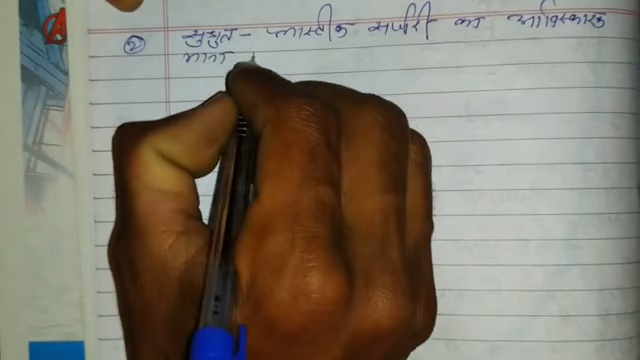 ② सुश्रुत - प्लास्टीक सर्जरी का आविष्कारक
माना